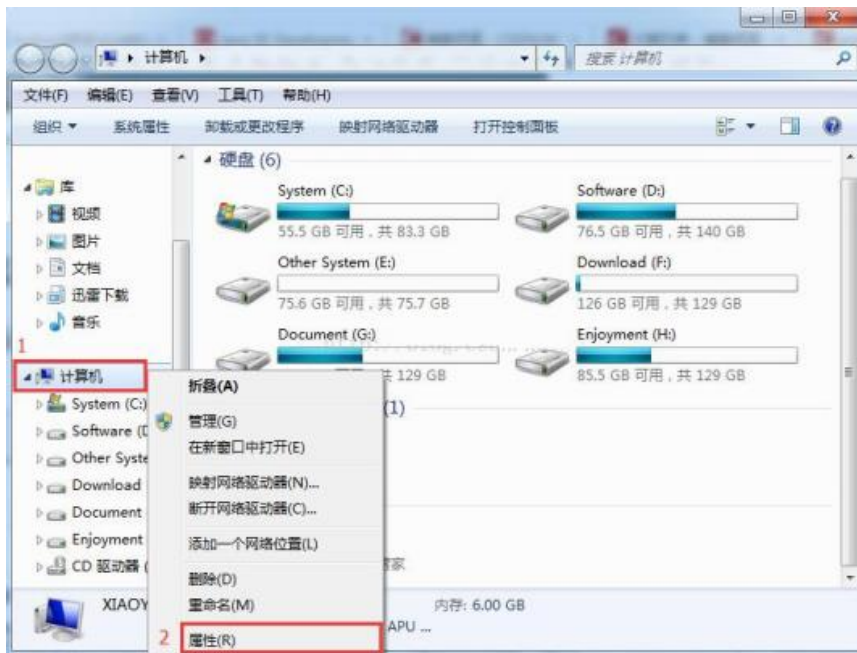 计算机
搜索 计算机
文件(F) 编辑(E) 查看(V) 工具(T) 帮助(H)
组织 系统属性 卸载或更改程序 映射网络驱动器 打开控制面板
硬盘 (6)
库
视频
图片
文档
迅雷下载
音乐
System (C:)
55.5 GB 可用，共 83.3 GB
Software (D:)
76.5 GB 可用，共 140 GB
Other System (E:)
75.6 GB 可用，共 75.7 GB
Download (F:)
126 GB 可用，共 129 GB
Document (G:)
共 129 GB
Enjoyment (H:)
85.5 GB 可用，共 129 GB
(1)
1
计算机
System (C:)
Software (D
Other Syste
Download
Document
Enjoyment
CD 驱动器 (
折叠(A)
管理(G)
在新窗口中打开(E)
映射网络驱动器(N)...
断开网络驱动器(C)...
添加一个网络位置(L)
删除(D)
重命名(M)
2
属性(R)
XIAOY
内存: 6.00 GB
APU ...